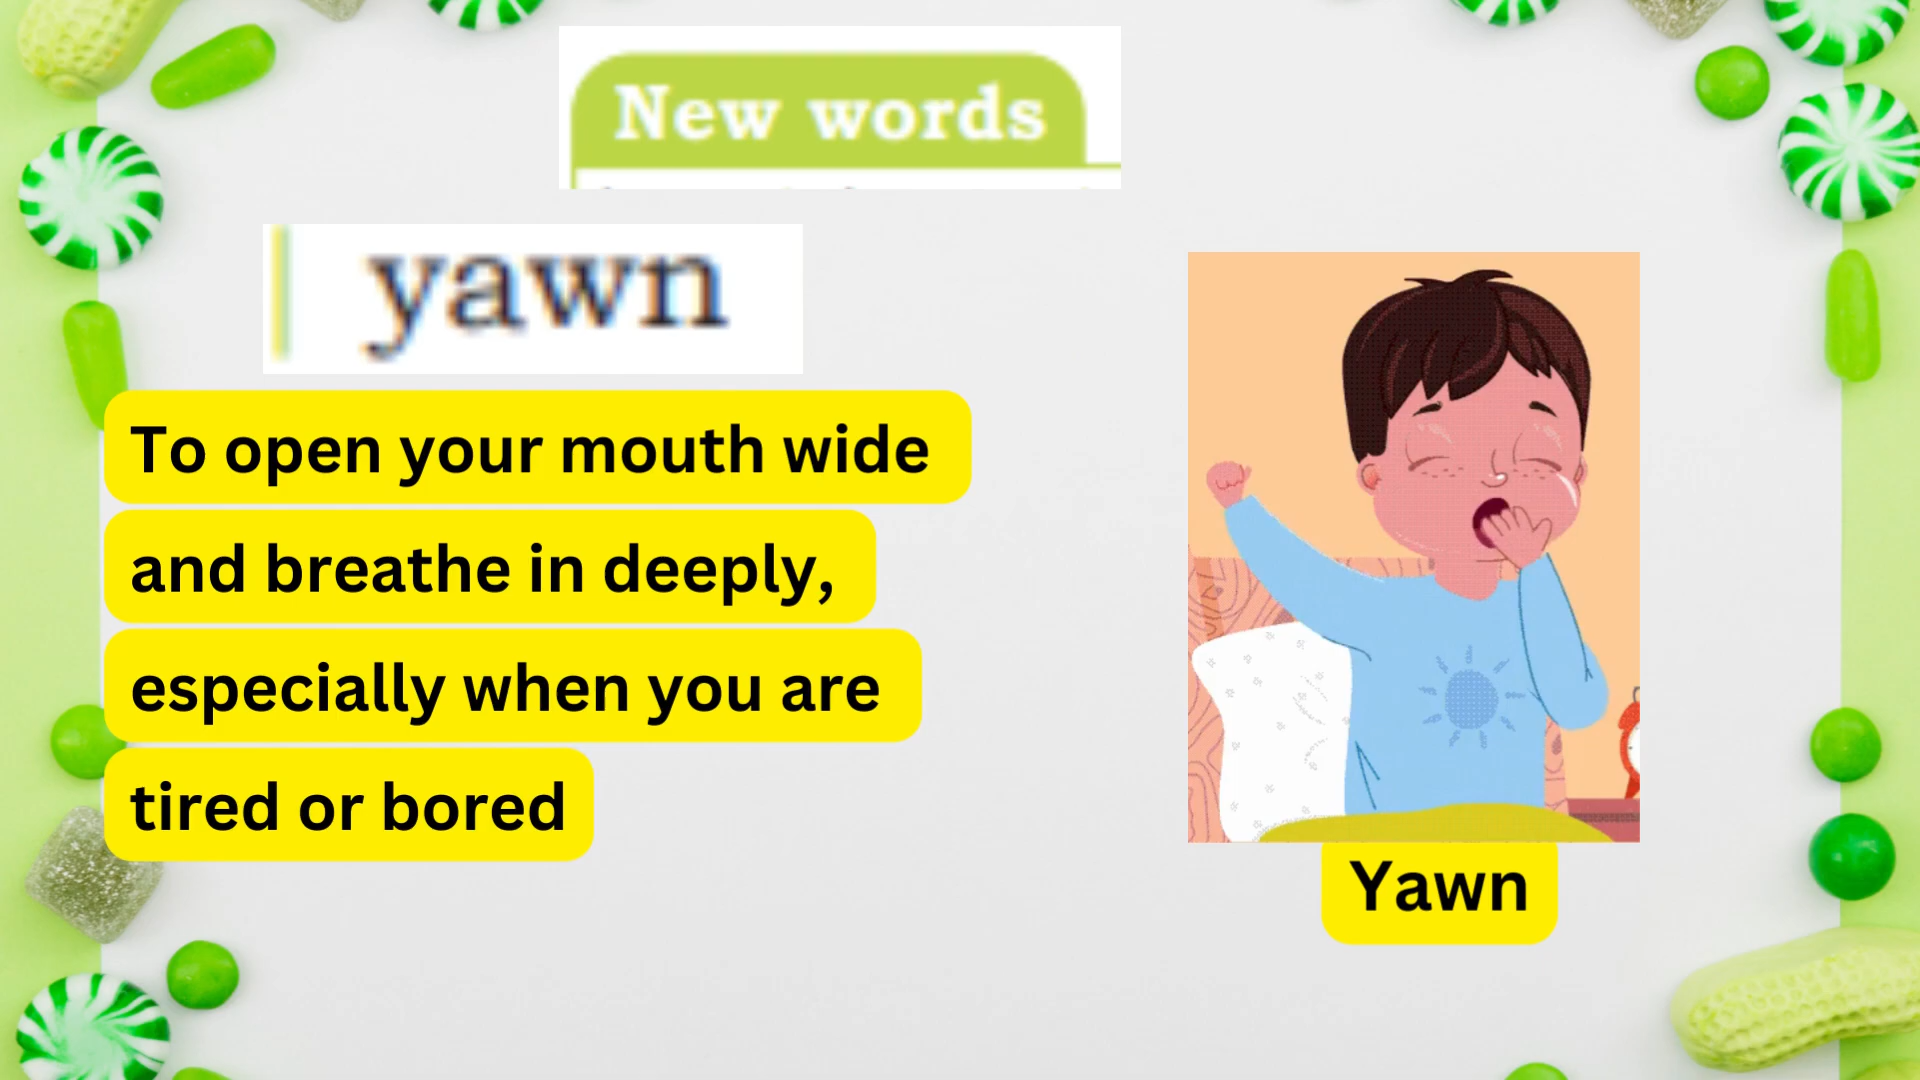 New words
yawn
To open your mouth wide
and breathe in deeply,
especially when you are
tired or bored
Yawn